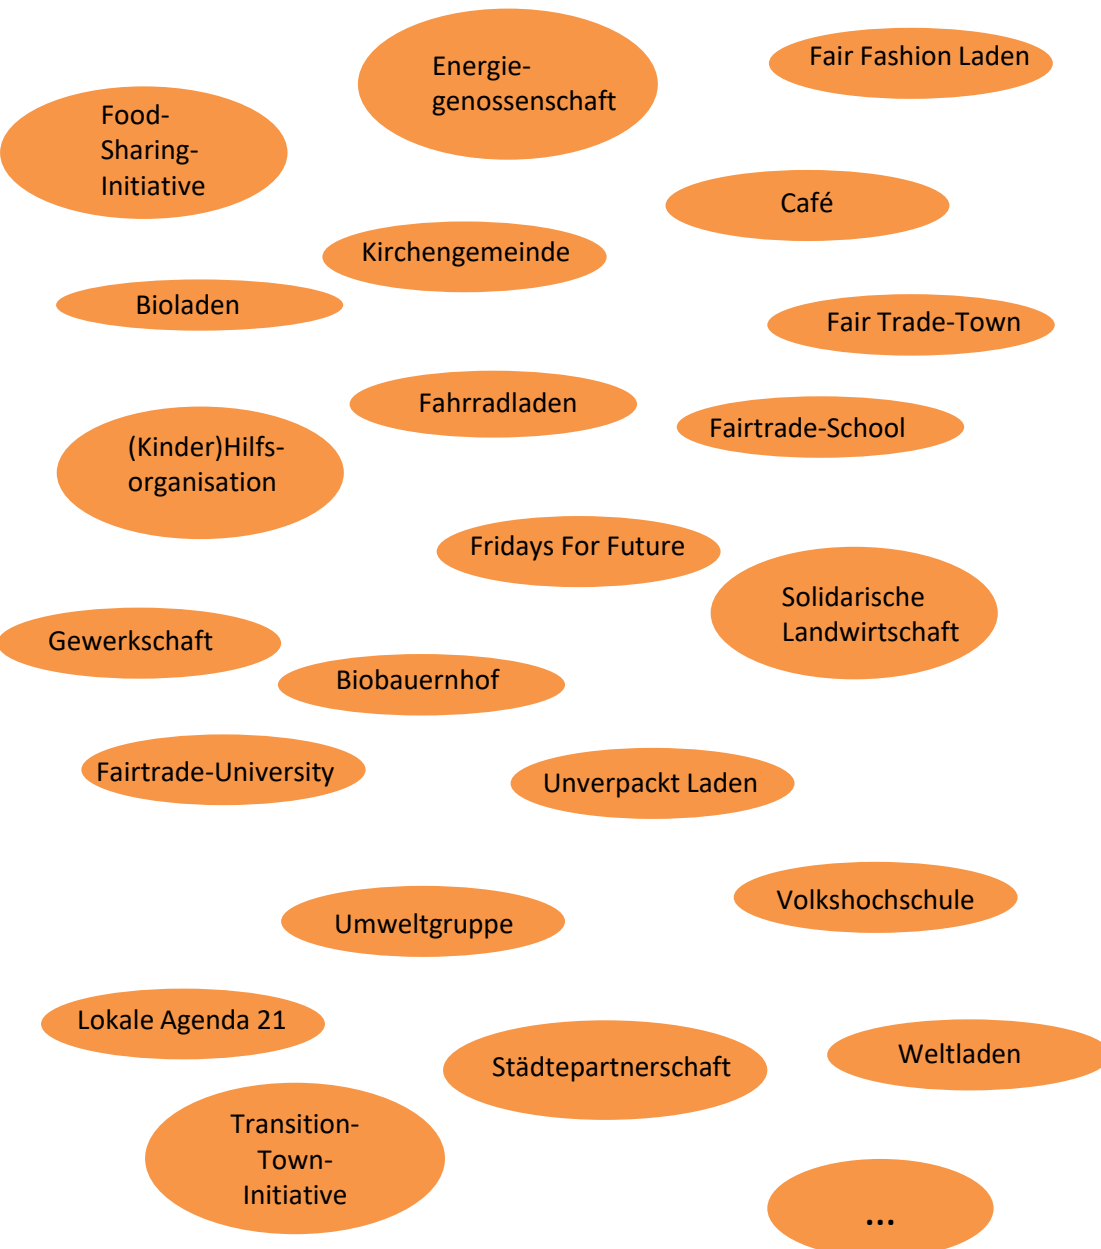 Energie-
genossenschaft
Fair Fashion Laden
Food-
Sharing-
Initiative
Café
Kirchengemeinde
Bioladen
Fair Trade-Town
Fahrradladen
Fairtrade-School
(Kinder)Hilfs-
organisation
Fridays For Future
Solidarische
Landwirtschaft
Gewerkschaft
Biobauernhof
Fairtrade-University
Unverpackt Laden
Volkshochschule
Umweltgruppe
Lokale Agenda 21
Städtepartnerschaft
Weltladen
Transition-
Town-
Initiative
...